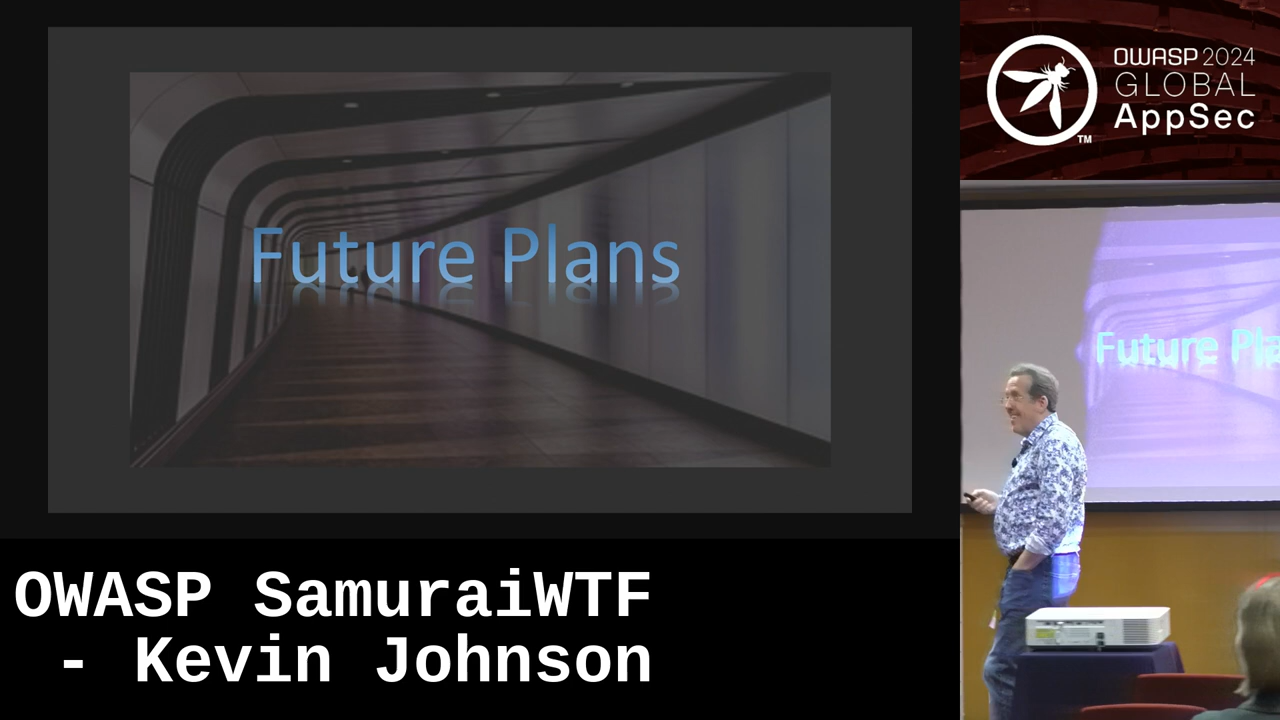 Future Plans
OWASP 2024
GLOBAL
AppSec
TM
Future Pla
OWASP SamuraiWTF
- Kevin Johnson